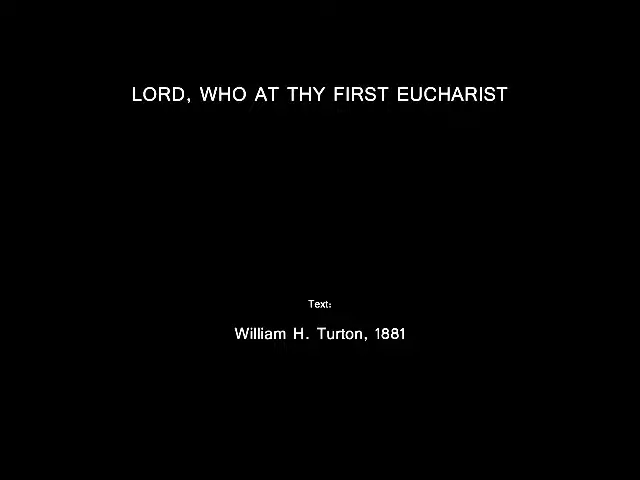 LORD, WHO AT THY FIRST EUCHARIST
Text:
William H. Turton, 1881